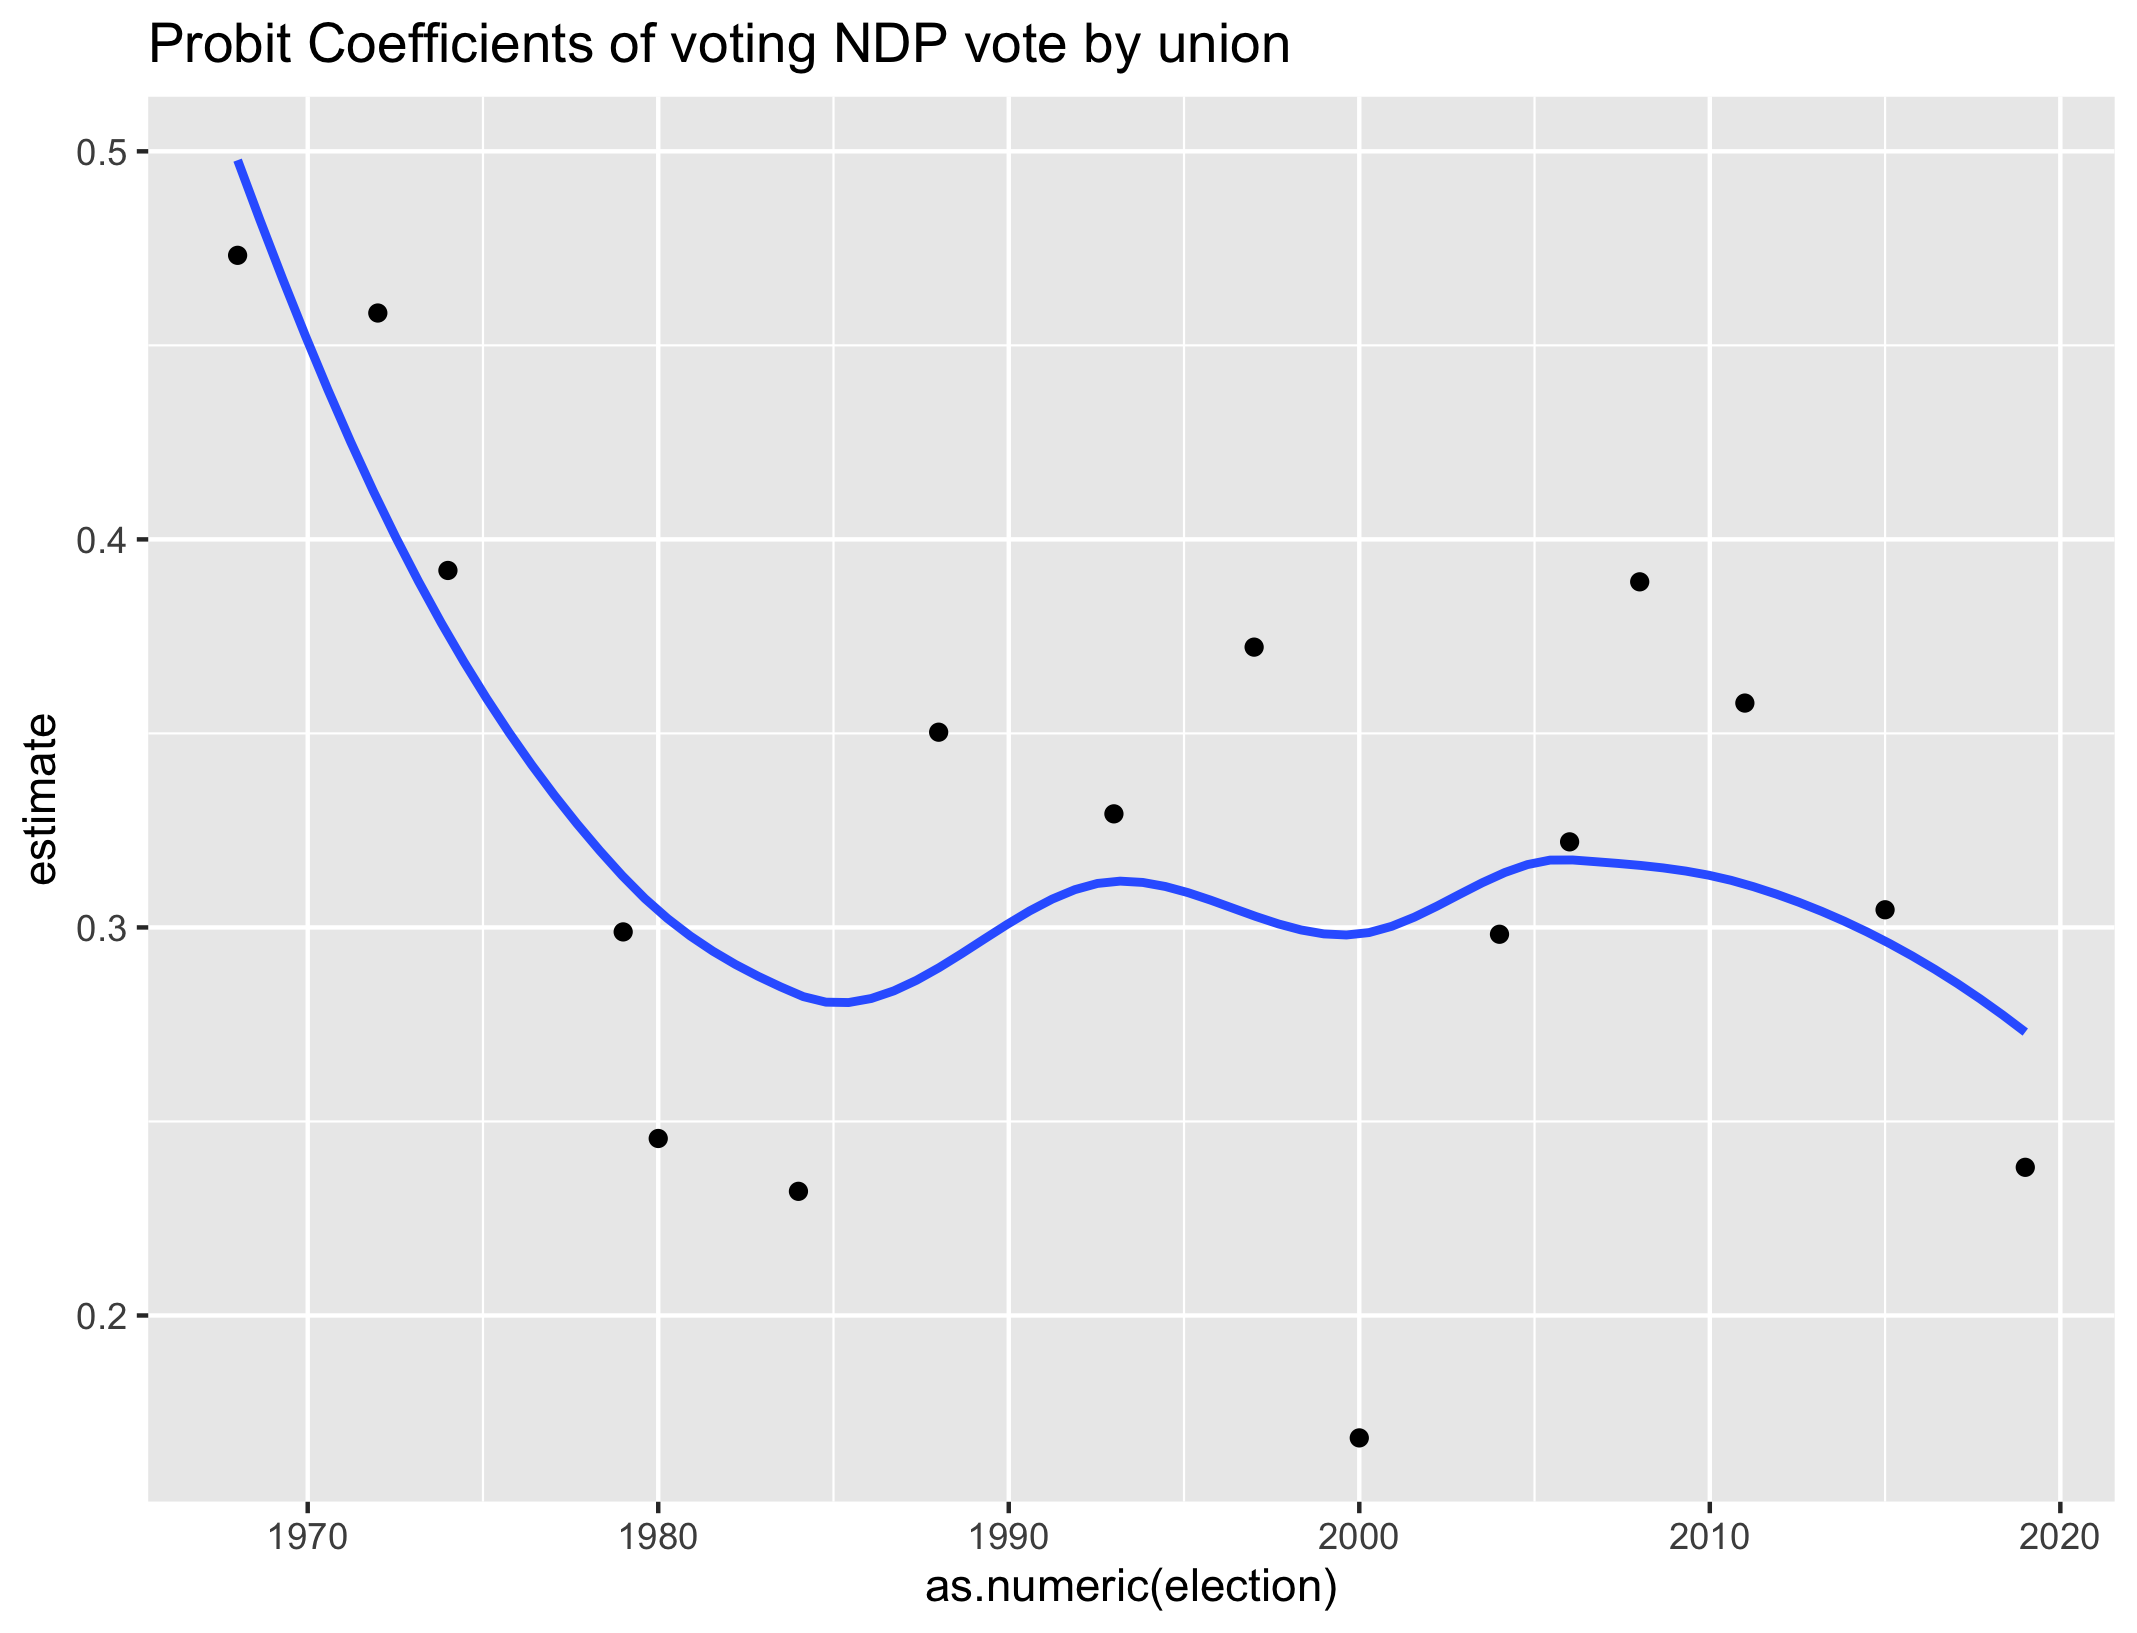 Probit Coefficients of voting NDP vote by union
estimate
0.5
0.4
0.3
0.2
1970 1980 1990 2000 2010 2020
as.numeric(election)